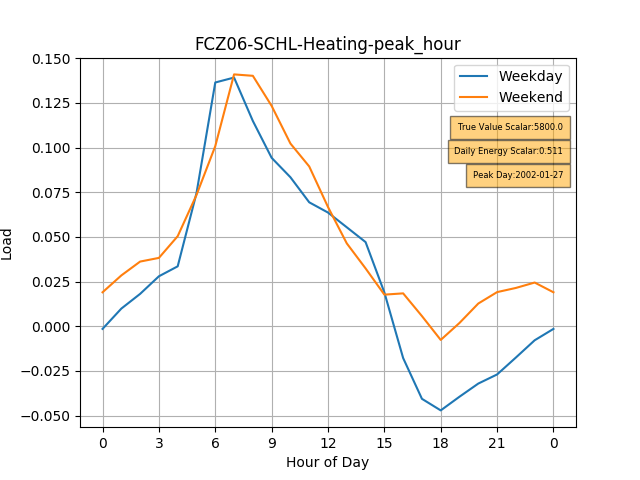 FCZ06-SCHL-Heating-peak_hour
Weekday
Weekend
True Value Scalar:5800.0
Daily Energy Scalar:0.511
Peak Day:2002-01-27
Load
0.150
0.125
0.100
0.075
0.050
0.025
0.000
−0.025
−0.050
0 3 6 9 12 15 18 21 0
Hour of Day